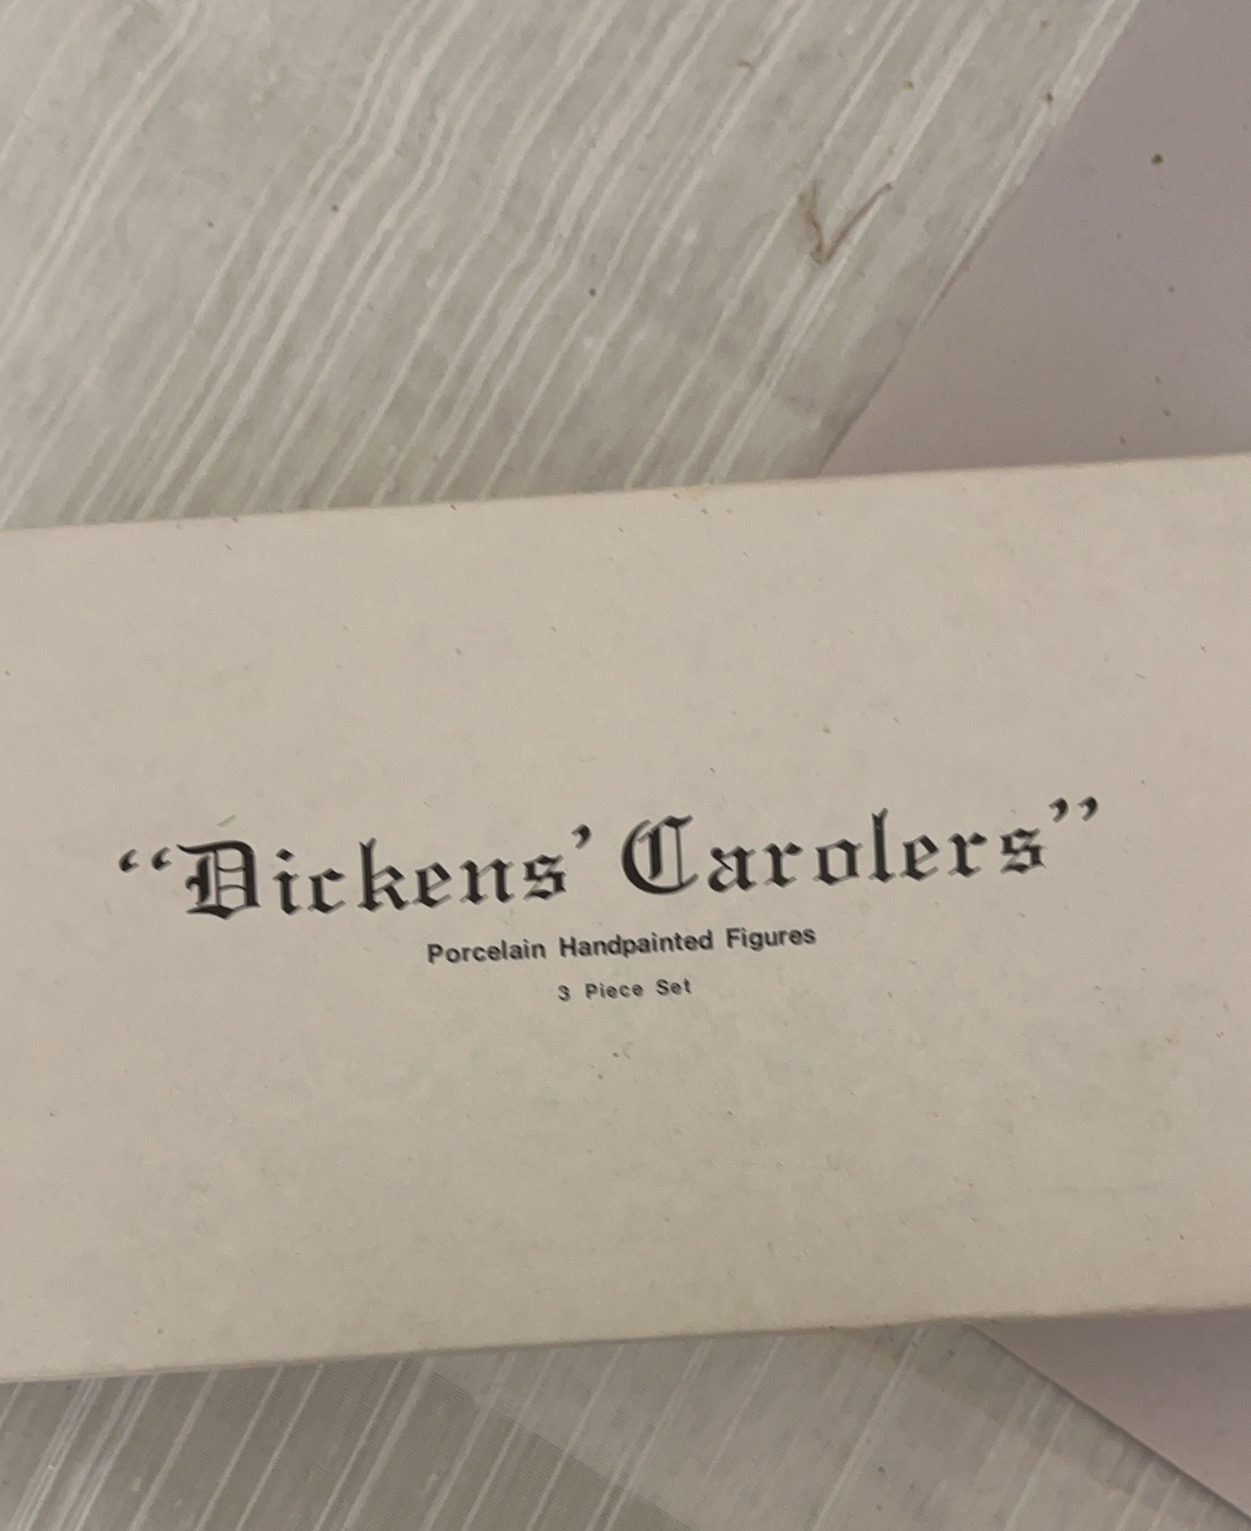 “Dickens’ Carolers”
Porcelain Handpainted Figures
3 Piece Set